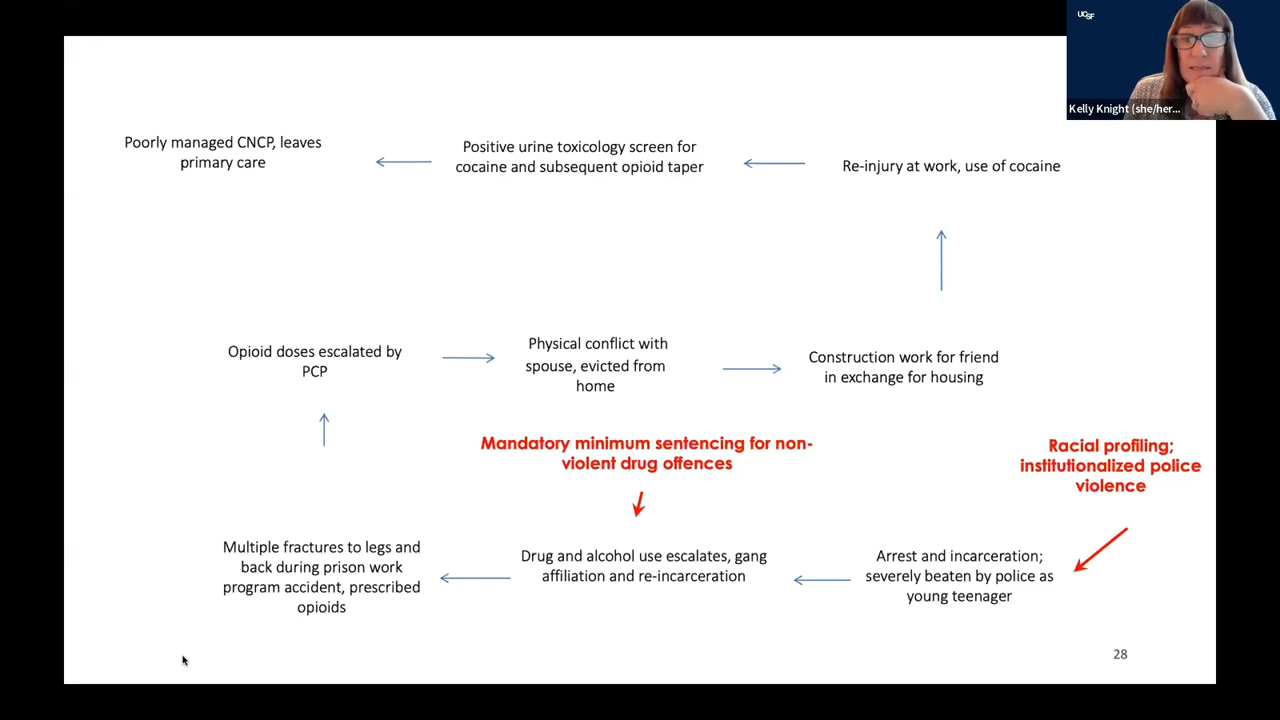 UCSF
Kelly Knight (she/her...
Poorly managed CNCP, leaves
primary care
Positive urine toxicology screen for
cocaine and subsequent opioid taper
Re-injury at work, use of cocaine
Opioid doses escalated by
PCP
Physical conflict with
spouse, evicted from
home
Construction work for friend
in exchange for housing
Mandatory minimum sentencing for non-
violent drug offences
Racial profiling;
institutionalized police
violence
Multiple fractures to legs and
back during prison work
program accident, prescribed
opioids
Drug and alcohol use escalates, gang
affiliation and re-incarceration
Arrest and incarceration;
severely beaten by police as
young teenager
28